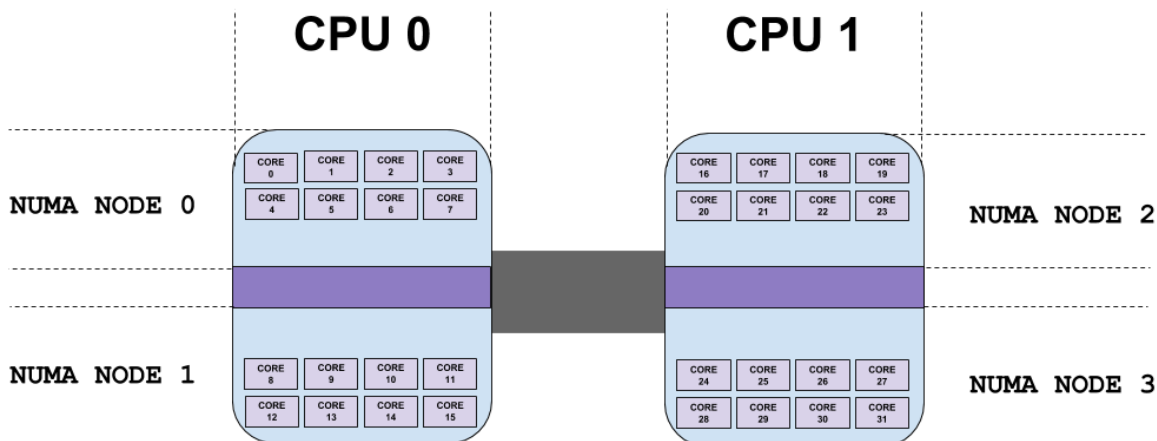 CPU 0
CPU 1
NUMA NODE 0
CORE 0
CORE 1
CORE 2
CORE 3
CORE 4
CORE 5
CORE 6
CORE 7
CORE 16
CORE 17
CORE 18
CORE 19
CORE 20
CORE 21
CORE 22
CORE 23
NUMA NODE 2
NUMA NODE 1
CORE 8
CORE 9
CORE 10
CORE 11
CORE 12
CORE 13
CORE 14
CORE 15
CORE 24
CORE 25
CORE 26
CORE 27
CORE 28
CORE 29
CORE 30
CORE 31
NUMA NODE 3